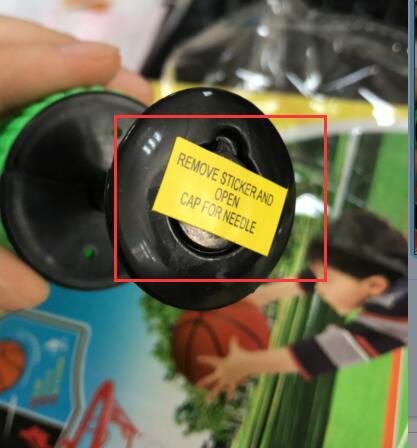 REMOVE STICKER AND
OPEN
CAP FOR NEEDLE